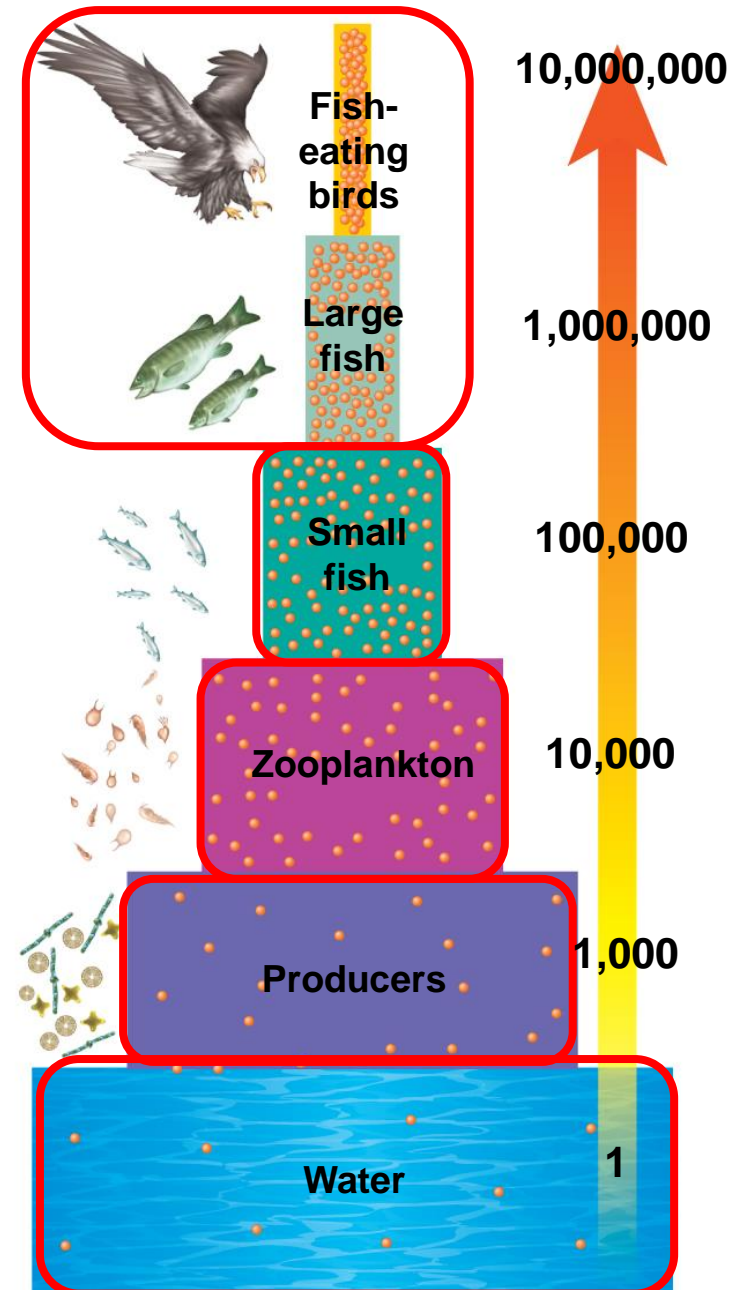 10,000,000
Fish-
eating
birds
Large
fish
1,000,000
Small
fish
100,000
Zooplankton
10,000
Producers
1,000
Water
1